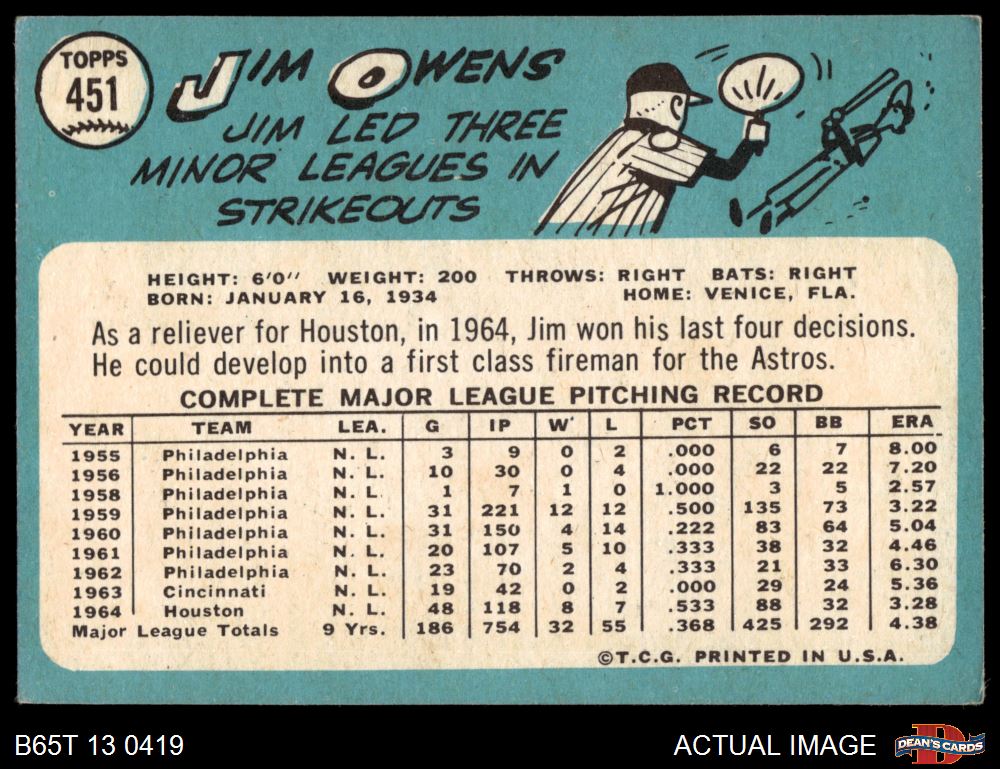 TOPPS
451
JIM OWENS
JIM LED THREE
MINOR LEAGUES IN
STRIKEOUTS
HEIGHT: 6'0" WEIGHT: 200 THROWS: RIGHT BATS: RIGHT
BORN: JANUARY 16, 1934 HOME: VENICE, FLA.
As a reliever for Houston, in 1964, Jim won his last four decisions.
He could develop into a first class fireman for the Astros.
COMPLETE MAJOR LEAGUE PITCHING RECORD
YEAR TEAM LEA. G IP W L PCT SO BB ERA
1955 Philadelphia N. L. 3 9 0 2 .000 6 7 8.00
1956 Philadelphia N. L. 10 30 0 4 .000 22 22 7.20
1958 Philadelphia N. L. 1 7 1 0 1.000 3 5 2.57
1959 Philadelphia N. L. 31 221 12 12 .500 135 73 3.22
1960 Philadelphia N. L. 31 150 4 14 .222 83 64 5.04
1961 Philadelphia N. L. 20 107 5 10 .333 38 32 4.46
1962 Philadelphia N. L. 23 70 2 4 .333 21 33 6.30
1963 Cincinnati N. L. 19 42 0 2 .000 29 24 5.36
1964 Houston N. L. 48 118 8 7 .533 88 32 3.28
Major League Totals 9 Yrs. 186 754 32 55 .368 425 292 4.38
©T.C.G. PRINTED IN U.S.A.
B65T 13 0419 ACTUAL IMAGE DEAN'S CARDS